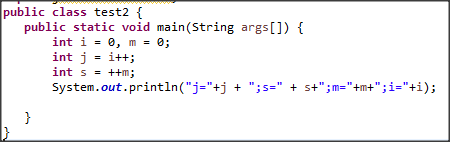 public class test2 {
public static void main(String args[]) {
int i = 0, m = 0;
int j = i++;
int s = ++m;
System.out.println("j="+j + ";s=" + s+";m="+m+";i="+i);
}
}